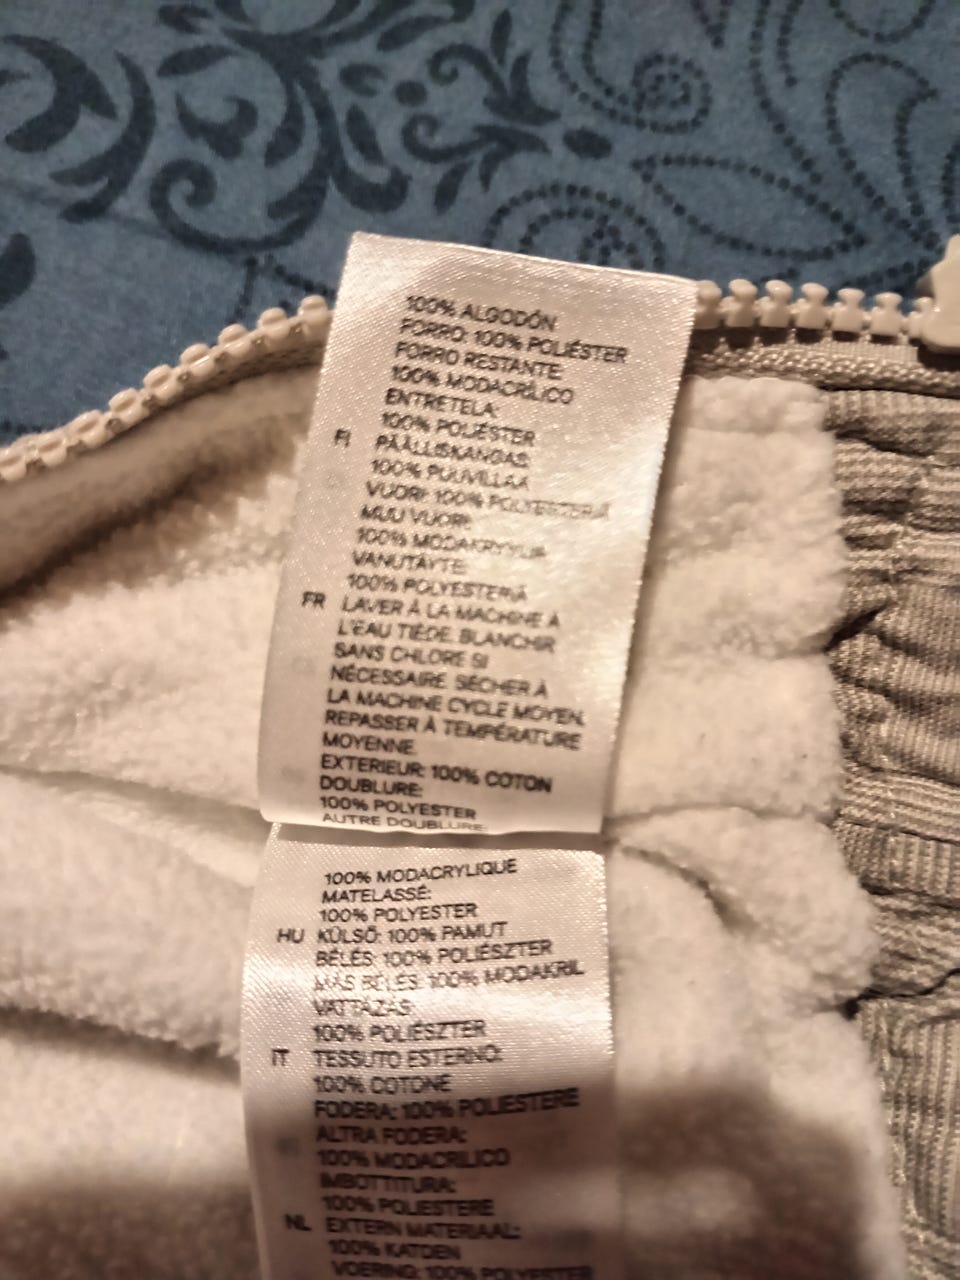 100% ALGODÓN
FORRO: 100% POLIÉSTER
FORRO RESTANTE:
100% MODACRÍLICO
ENTRETELA:
100% POLIÉSTER
FI PÄÄLLISKANGAS:
100% PUUVILLAA
VUORI: 100% POLYESTERIÄ
MUU VUORI:
100% MODAKRYYLIA
VANUTÄYTE:
100% POLYESTERIÄ
FR LAVER À LA MACHINE À
L'EAU TIÈDE. BLANCHIR
SANS CHLORE SI
NÉCESSAIRE. SÉCHER À
LA MACHINE CYCLE MOYEN.
REPASSER À TEMPÉRATURE
MOYENNE.
EXTERIEUR: 100% COTON
DOUBLURE:
100% POLYESTER
AUTRE DOUBLURE:
100% MODACRYLIQUE
MATELASSÉ:
100% POLYESTER
HU KÜLSŐ: 100% PAMUT
BÉLÉS: 100% POLIÉSZTER
MÁS BÉLÉS: 100% MODAKRIL
VATTÁZÁS:
100% POLIÉSZTER
IT TESSUTO ESTERNO:
100% COTONE
FODERA: 100% POLIESTERE
ALTRA FODERA:
100% MODACRILICO
IMBOTTITURA:
100% POLIESTERE
NL EXTERN MATERIAAL:
100% KATOEN
VOERING: 100% POLYESTER